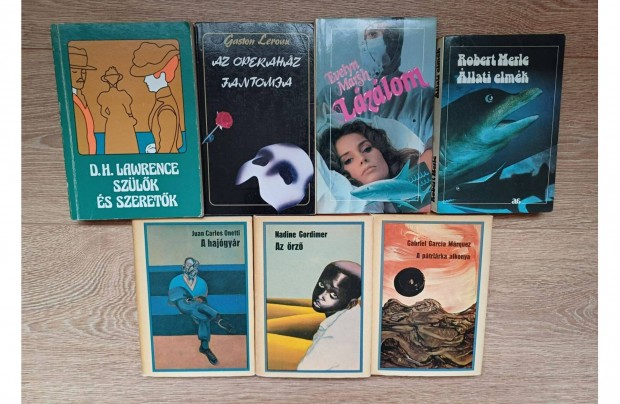 D.H. LAWRENCE
SZÜLŐK
ÉS SZERETŐK
Gaston Leroux
AZ OPERAHÁZ
FANTOMJA
Evelyn
Marsh
Lázálom
Robert Merle
Állati elmék
Juan Carlos Onetti
A hajógyár
Nadine Gordimer
Az őrző
Gabriel García Márquez
A pátriárka alkonya